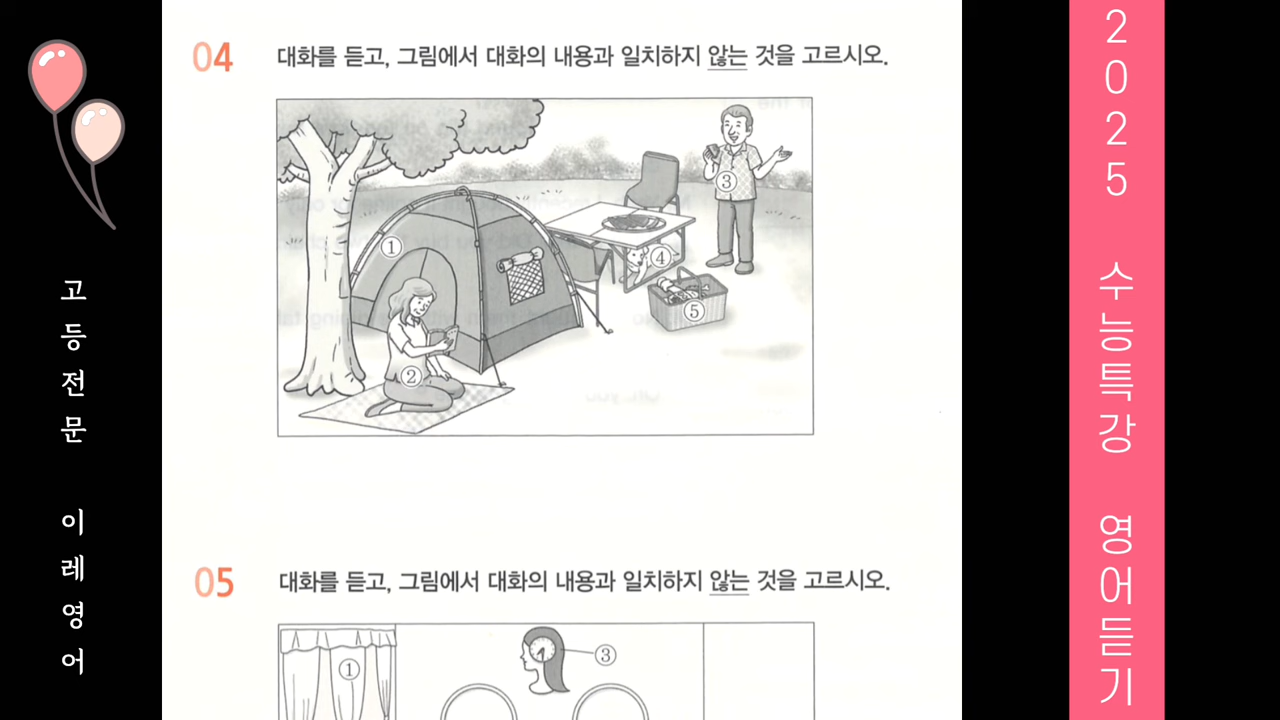 고등전문 이레영어
04 대화를 듣고, 그림에서 대화의 내용과 일치하지 않는 것을 고르시오.
③
①
④
⑤
②
05 대화를 듣고, 그림에서 대화의 내용과 일치하지 않는 것을 고르시오.
①
③
2025 수능특강 영어듣기